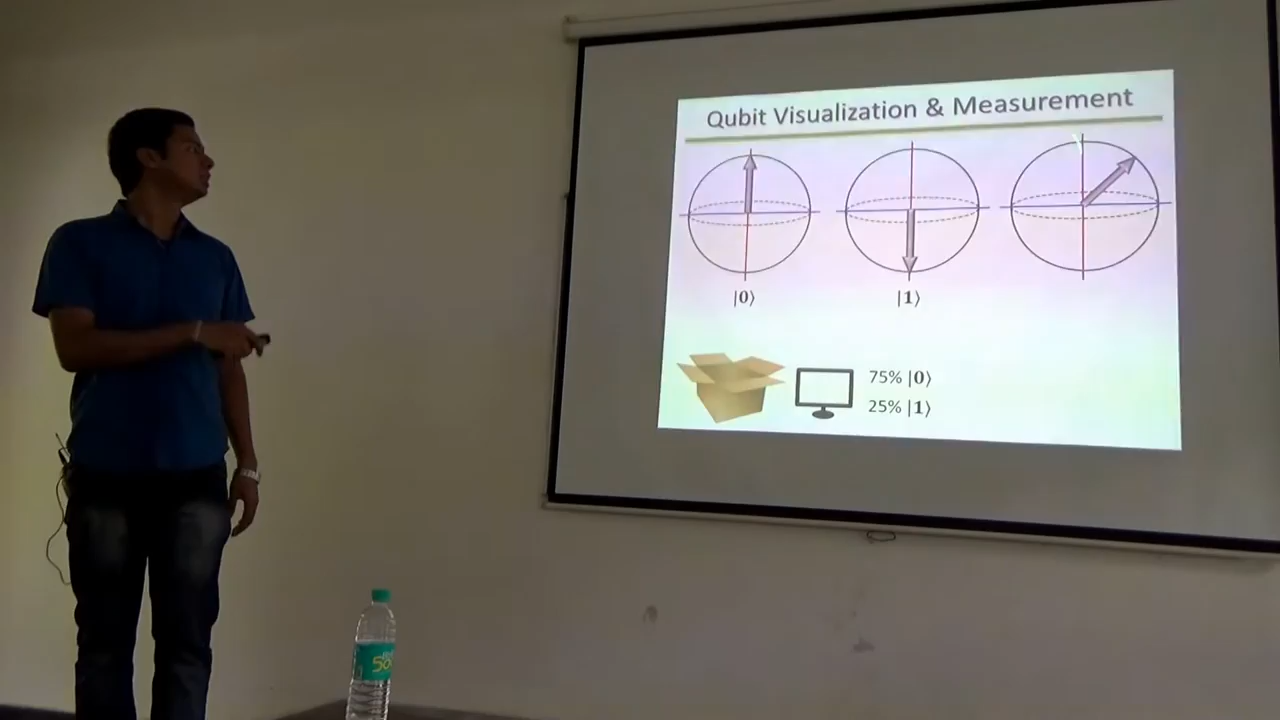 Qubit Visualization & Measurement
|0⟩
|1⟩
75% |0⟩
25% |1⟩